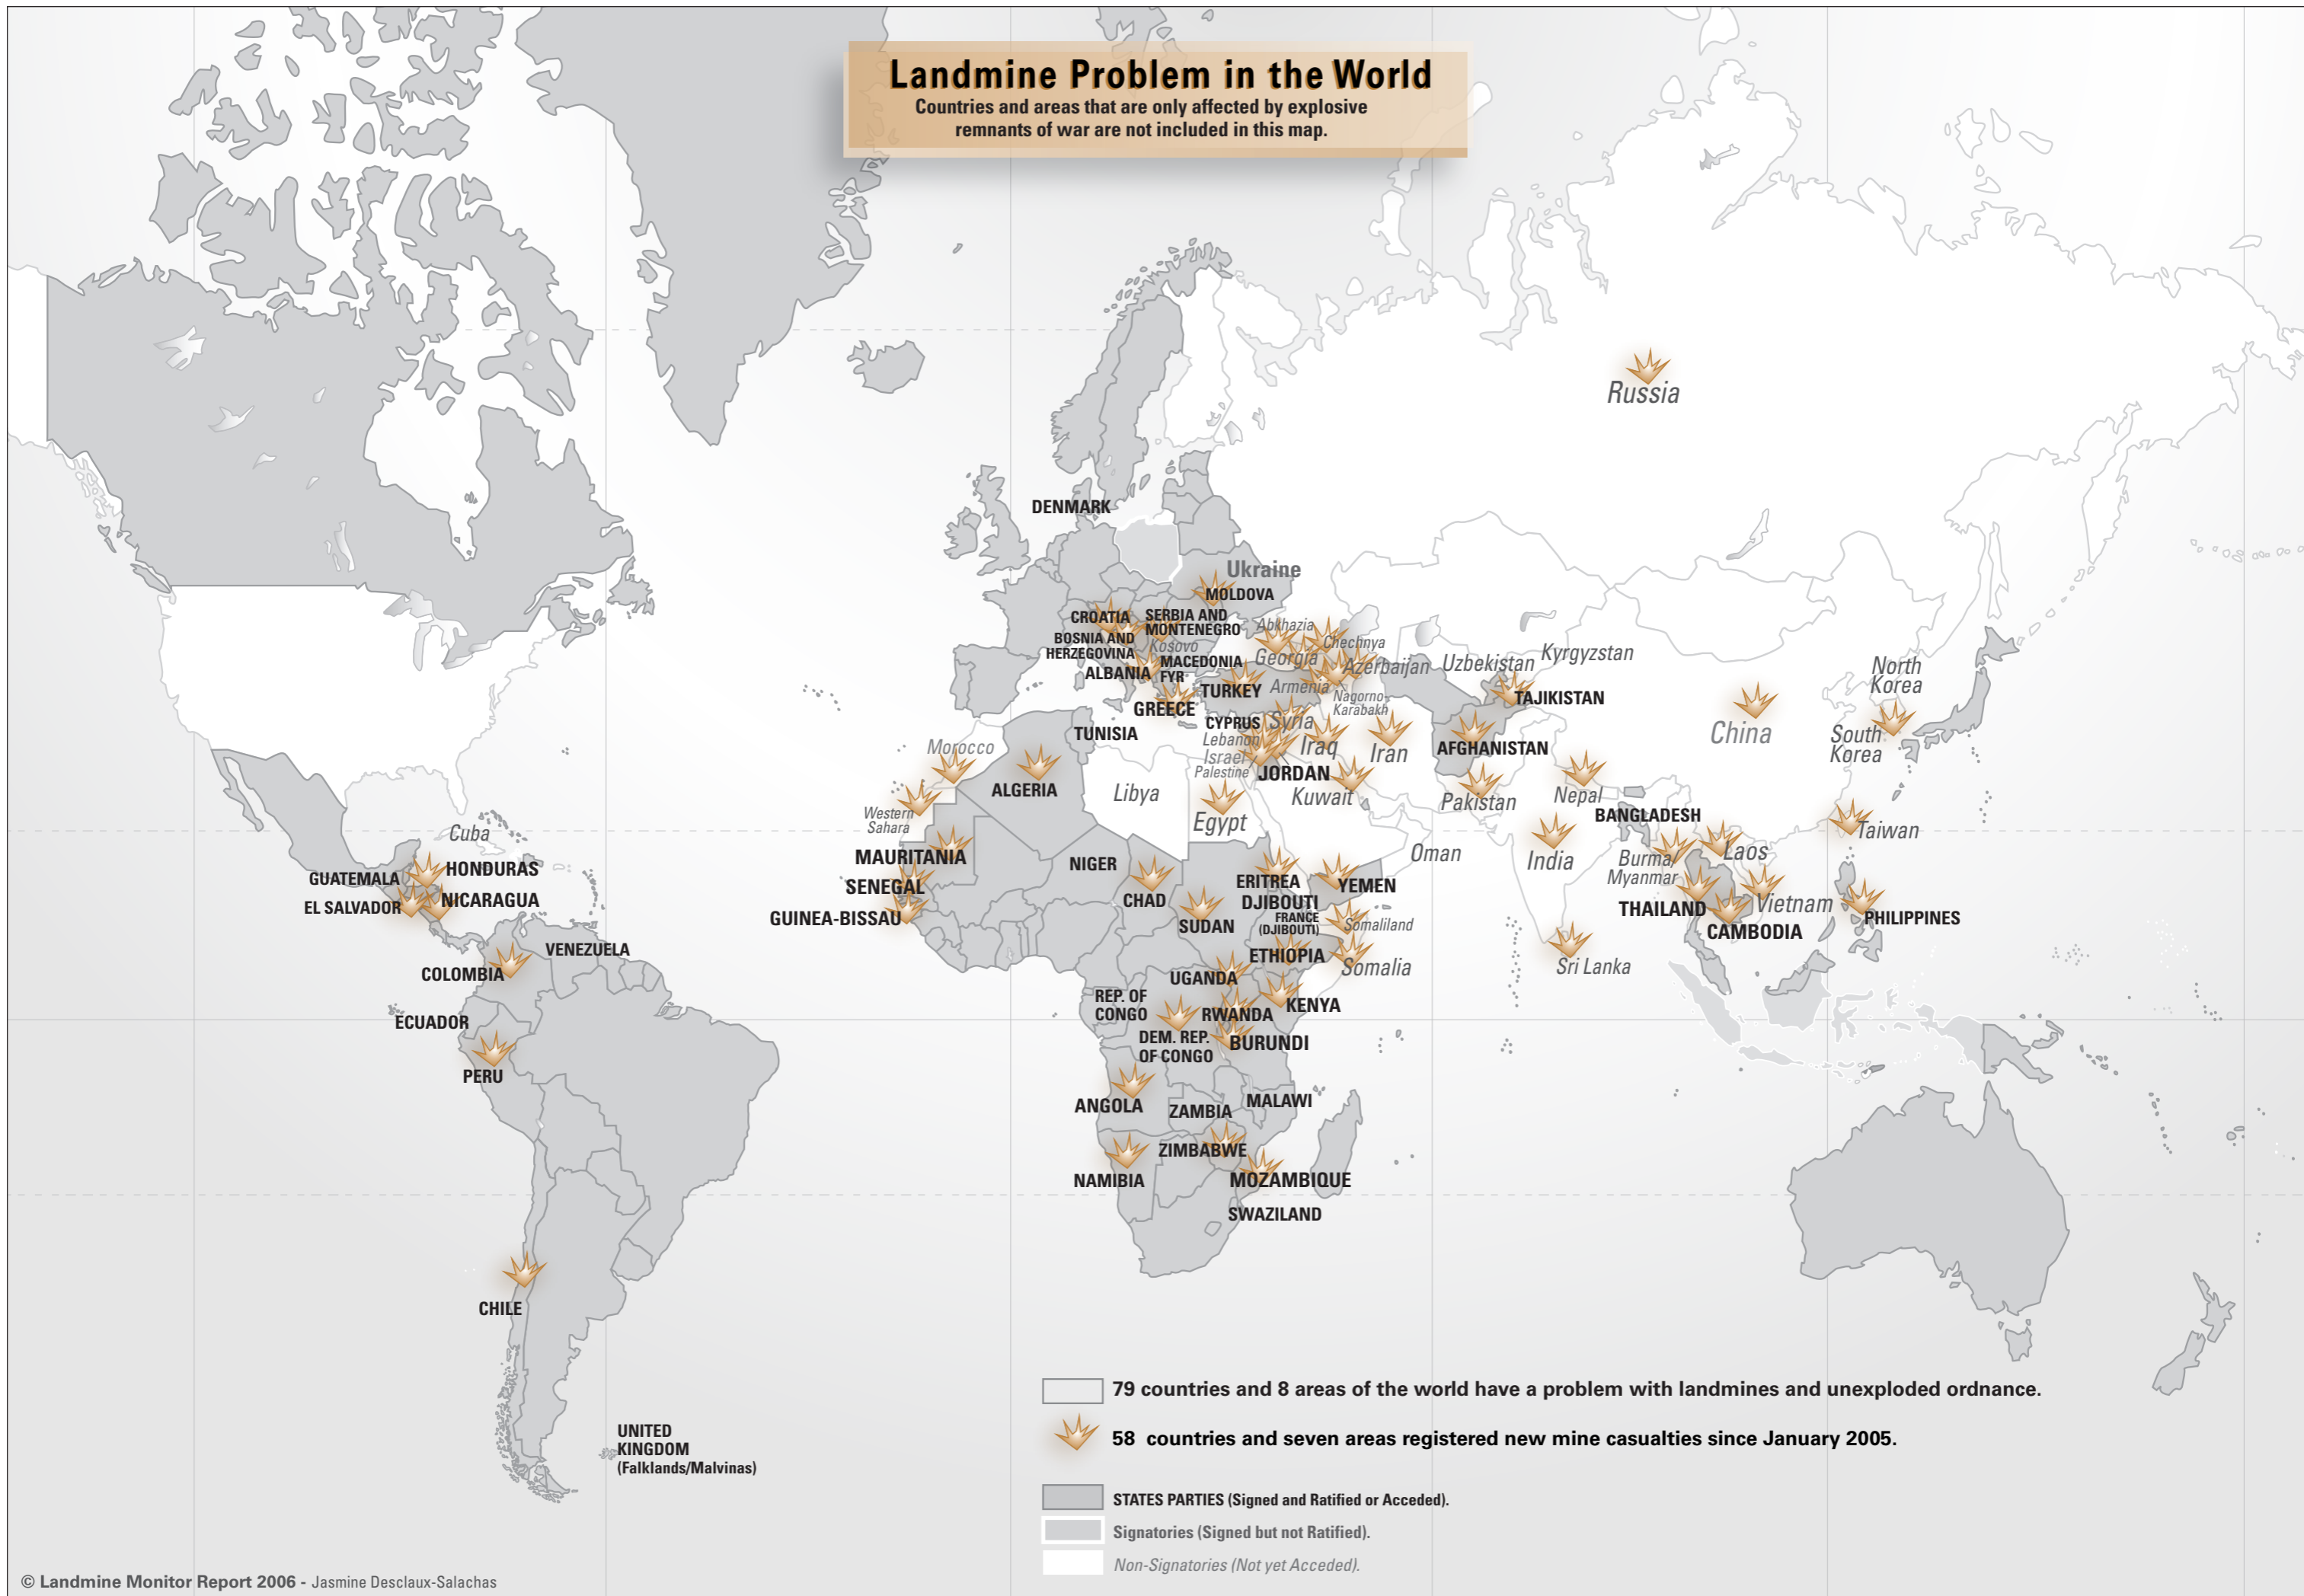 Landmine Problem in the World
Countries and areas that are only affected by explosive
remnants of war are not included in this map.
Russia
DENMARK
Ukraine
MOLDOVA
CROATIA
SERBIA AND
MONTENEGRO
BOSNIA AND
HERZEGOVINA
Kosovo
ALBANIA
MACEDONIA
FYR
GREECE
TURKEY
Abkhazia
Chechnya
Georgia
Azerbaijan
Armenia
Nagorno-
Karabakh
Uzbekistan
Kyrgyzstan
TAJIKISTAN
North
Korea
South
Korea
China
TUNISIA
CYPRUS
Syria
Lebanon
Israel
Palestine
JORDAN
Iraq
Iran
Kuwait
AFGHANISTAN
Pakistan
Nepal
BANGLADESH
India
Burma/
Myanmar
Laos
Taiwan
THAILAND
Vietnam
CAMBODIA
PHILIPPINES
Sri Lanka
Morocco
ALGERIA
Libya
Egypt
Western
Sahara
MAURITANIA
NIGER
SENEGAL
GUINEA-BISSAU
CHAD
SUDAN
ERITREA
DJIBOUTI
FRANCE
(DJIBOUTI)
YEMEN
Oman
Somaliland
ETHIOPIA
Somalia
UGANDA
KENYA
REP. OF
CONGO
RWANDA
DEM. REP.
OF CONGO
BURUNDI
ANGOLA
ZAMBIA
MALAWI
ZIMBABWE
NAMIBIA
MOZAMBIQUE
SWAZILAND
Cuba
GUATEMALA
HONDURAS
EL SALVADOR
NICARAGUA
VENEZUELA
COLOMBIA
ECUADOR
PERU
CHILE
UNITED
KINGDOM
(Falklands/Malvinas)
79 countries and 8 areas of the world have a problem with landmines and unexploded ordnance.
58 countries and seven areas registered new mine casualties since January 2005.
STATES PARTIES (Signed and Ratified or Acceded).
Signatories (Signed but not Ratified).
Non-Signatories (Not yet Acceded).
© Landmine Monitor Report 2006 - Jasmine Desclaux-Salachas